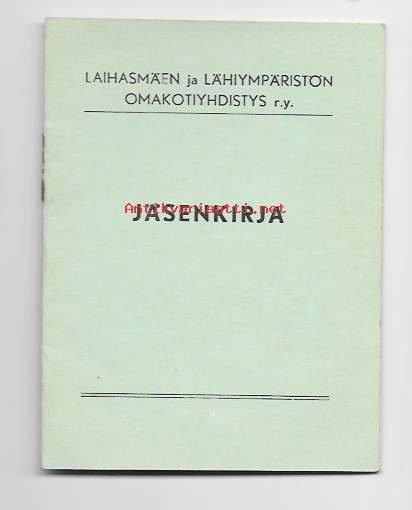 LAIHASMÄEN ja LÄHIYMPÄRISTÖN
OMAKOTIYHDISTYS r.y.
Antikvariaatti.net
JÄSENKIRJA